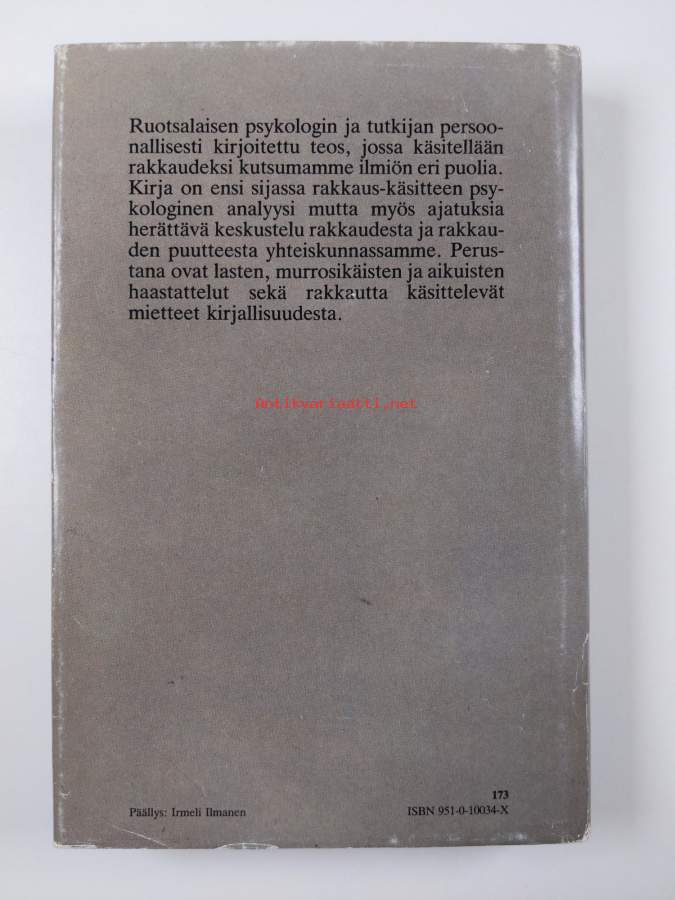 Ruotsalaisen psykologin ja tutkijan persoo-
nallisesti kirjoitettu teos, jossa käsitellään
rakkaudeksi kutsumamme ilmiön eri puolia.
Kirja on ensi sijassa rakkaus-käsitteen psy-
kologinen analyysi mutta myös ajatuksia
herättävä keskustelu rakkaudesta ja rakkau-
den puutteesta yhteiskunnassamme. Perus-
tana ovat lasten, murrosikäisten ja aikuisten
haastattelut sekä rakkautta käsittelevät
mietteet kirjallisuudesta.
Antikvariaatti.net
173
Päällys: Irmeli Ilmanen
ISBN 951-0-10034-X